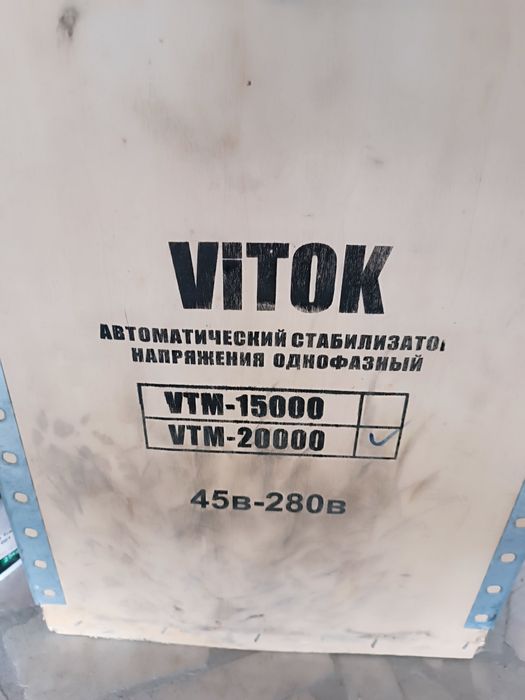 ViTOK
АВТОМАТИЧЕСКИЙ СТАБИЛИЗАТО
НАПРЯЖЕНИЯ ОДНОФАЗНЫЙ
VTM-15000
VTM-20000
45в-280в